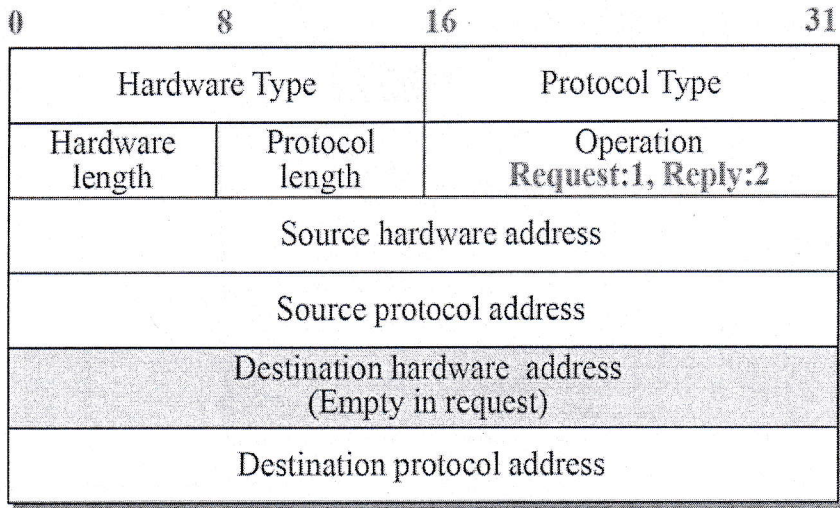 0 8 16 31
Hardware Type Protocol Type
Hardware length
Protocol length
Operation
Request:1, Reply:2
Source hardware address
Source protocol address
Destination hardware address
(Empty in request)
Destination protocol address